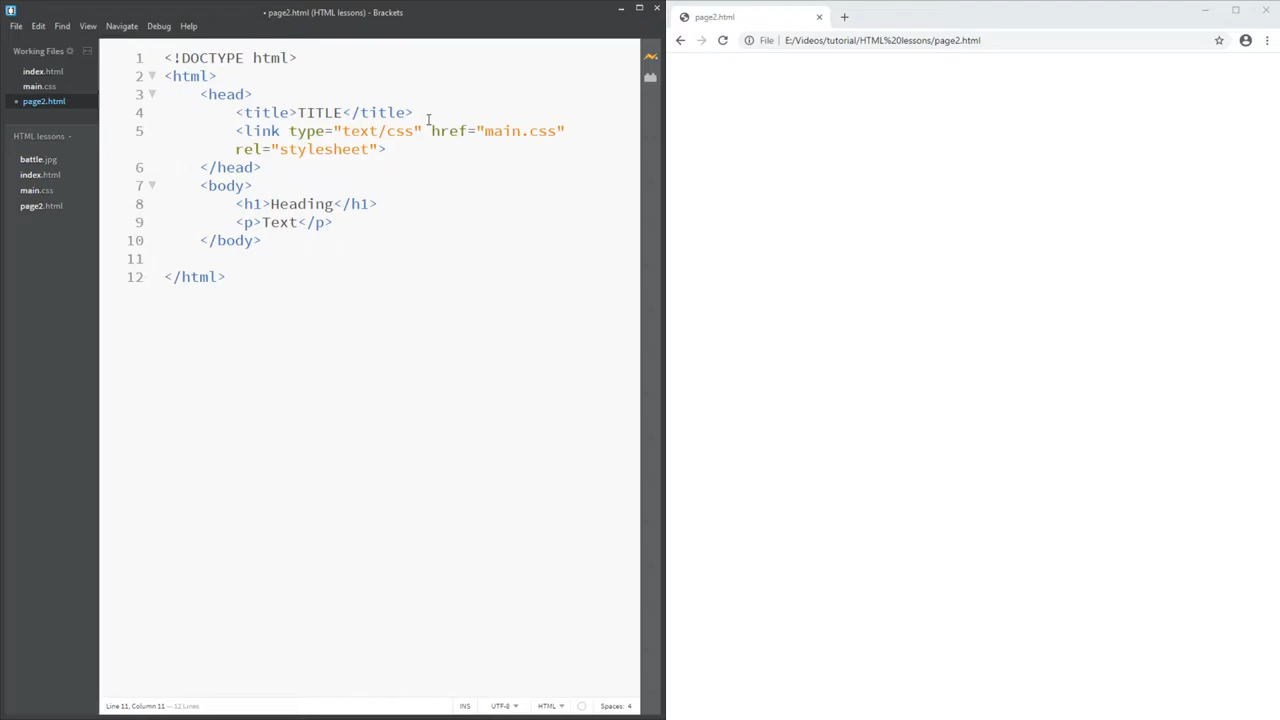 • page2.html (HTML lessons) - Brackets
File Edit Find View Navigate Debug Help
Working Files
index.html
main.css
• page2.html
HTML lessons
battle.jpg
index.html
main.css
page2.html
1 <!DOCTYPE html>
2 <html>
3 <head>
4 <title>TITLE</title>
5 <link type="text/css" href="main.css"
rel="stylesheet">
6 </head>
7 <body>
8 <h1>Heading</h1>
9 <p>Text</p>
10 </body>
11
12 </html>
Line 11, Column 11 — 12 Lines
INS UTF-8 HTML Spaces: 4
page2.html
File E:/Videos/tutorial/HTML%20lessons/page2.html